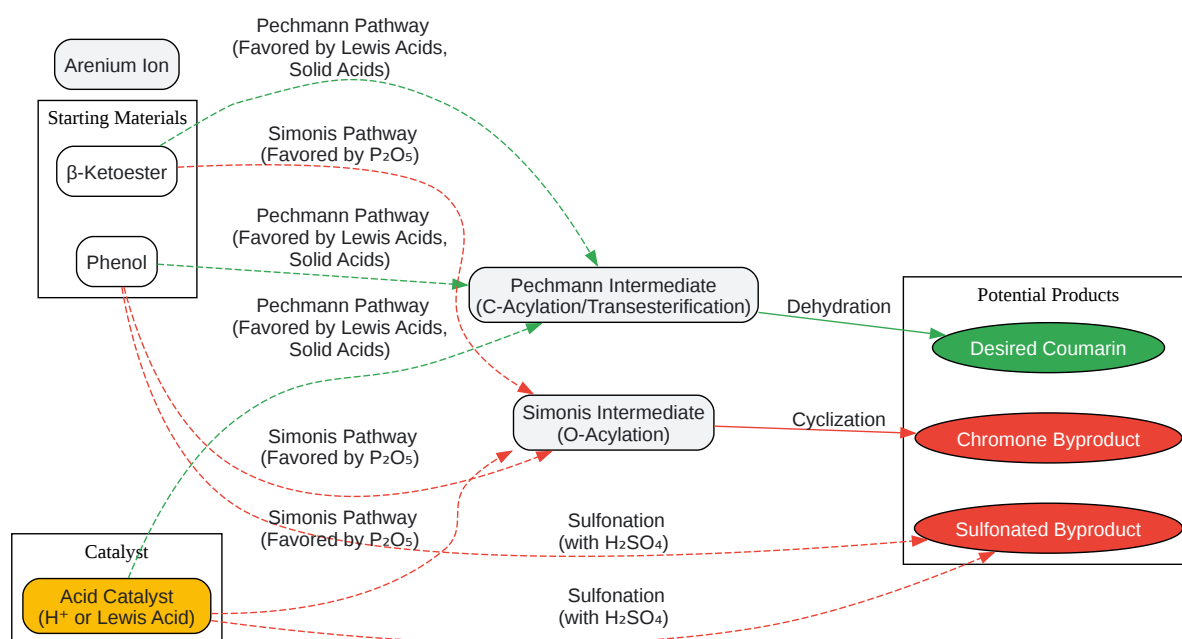 Pechmann Pathway
(Favored by Lewis Acids,
Solid Acids)
Arenium Ion
Starting Materials
β-Ketoester
Simonis Pathway
(Favored by P₂O₅)
Phenol
Pechmann Pathway
(Favored by Lewis Acids,
Solid Acids)
Pechmann Pathway
(Favored by Lewis Acids,
Solid Acids)
Pechmann Intermediate
(C-Acylation/Transesterification)
Dehydration
Potential Products
Desired Coumarin
Simonis Intermediate
(O-Acylation)
Cyclization
Chromone Byproduct
Simonis Pathway
(Favored by P₂O₅)
Simonis Pathway
(Favored by P₂O₅)
Sulfonation
(with H₂SO₄)
Sulfonated Byproduct
Catalyst
Acid Catalyst
(H⁺ or Lewis Acid)
Sulfonation
(with H₂SO₄)